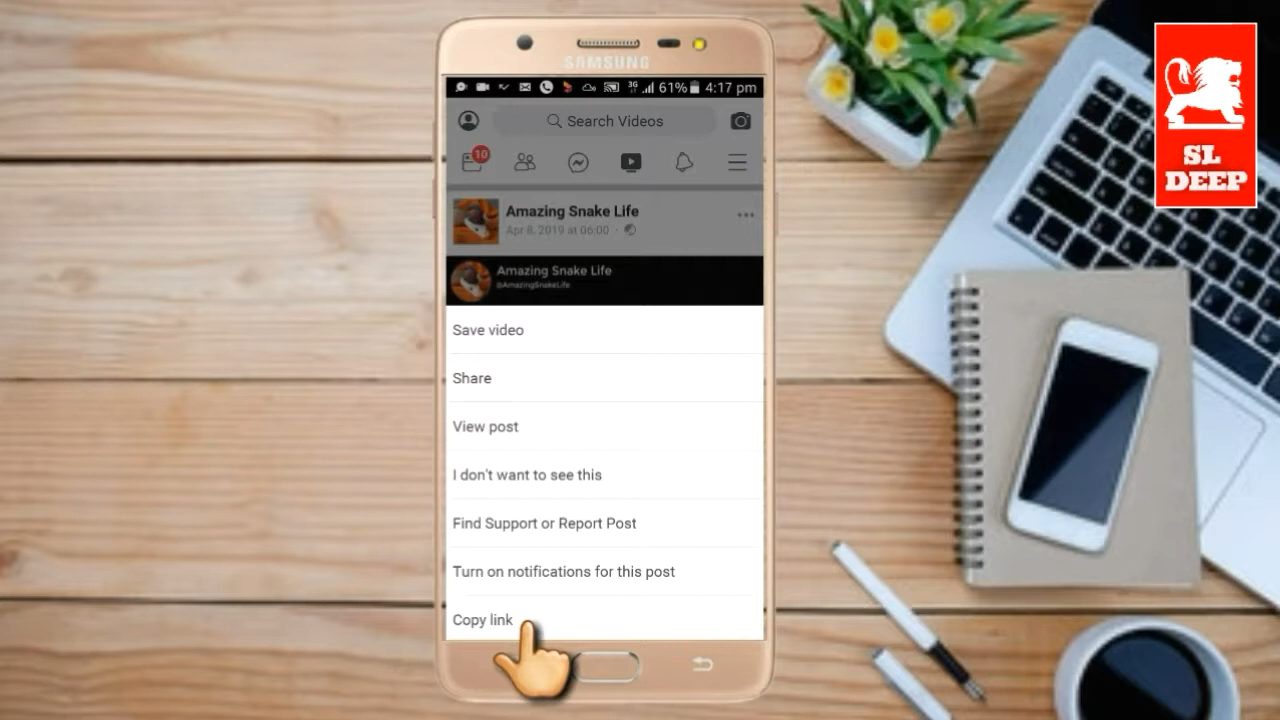 SAMSUNG
3G 61% 4:17 pm
Search Videos
10
Amazing Snake Life
Apr 8, 2019 at 06:00 ·
Amazing Snake Life
@AmazingSnakeLife
Save video
Share
View post
I don't want to see this
Find Support or Report Post
Turn on notifications for this post
Copy link
SL
DEEP